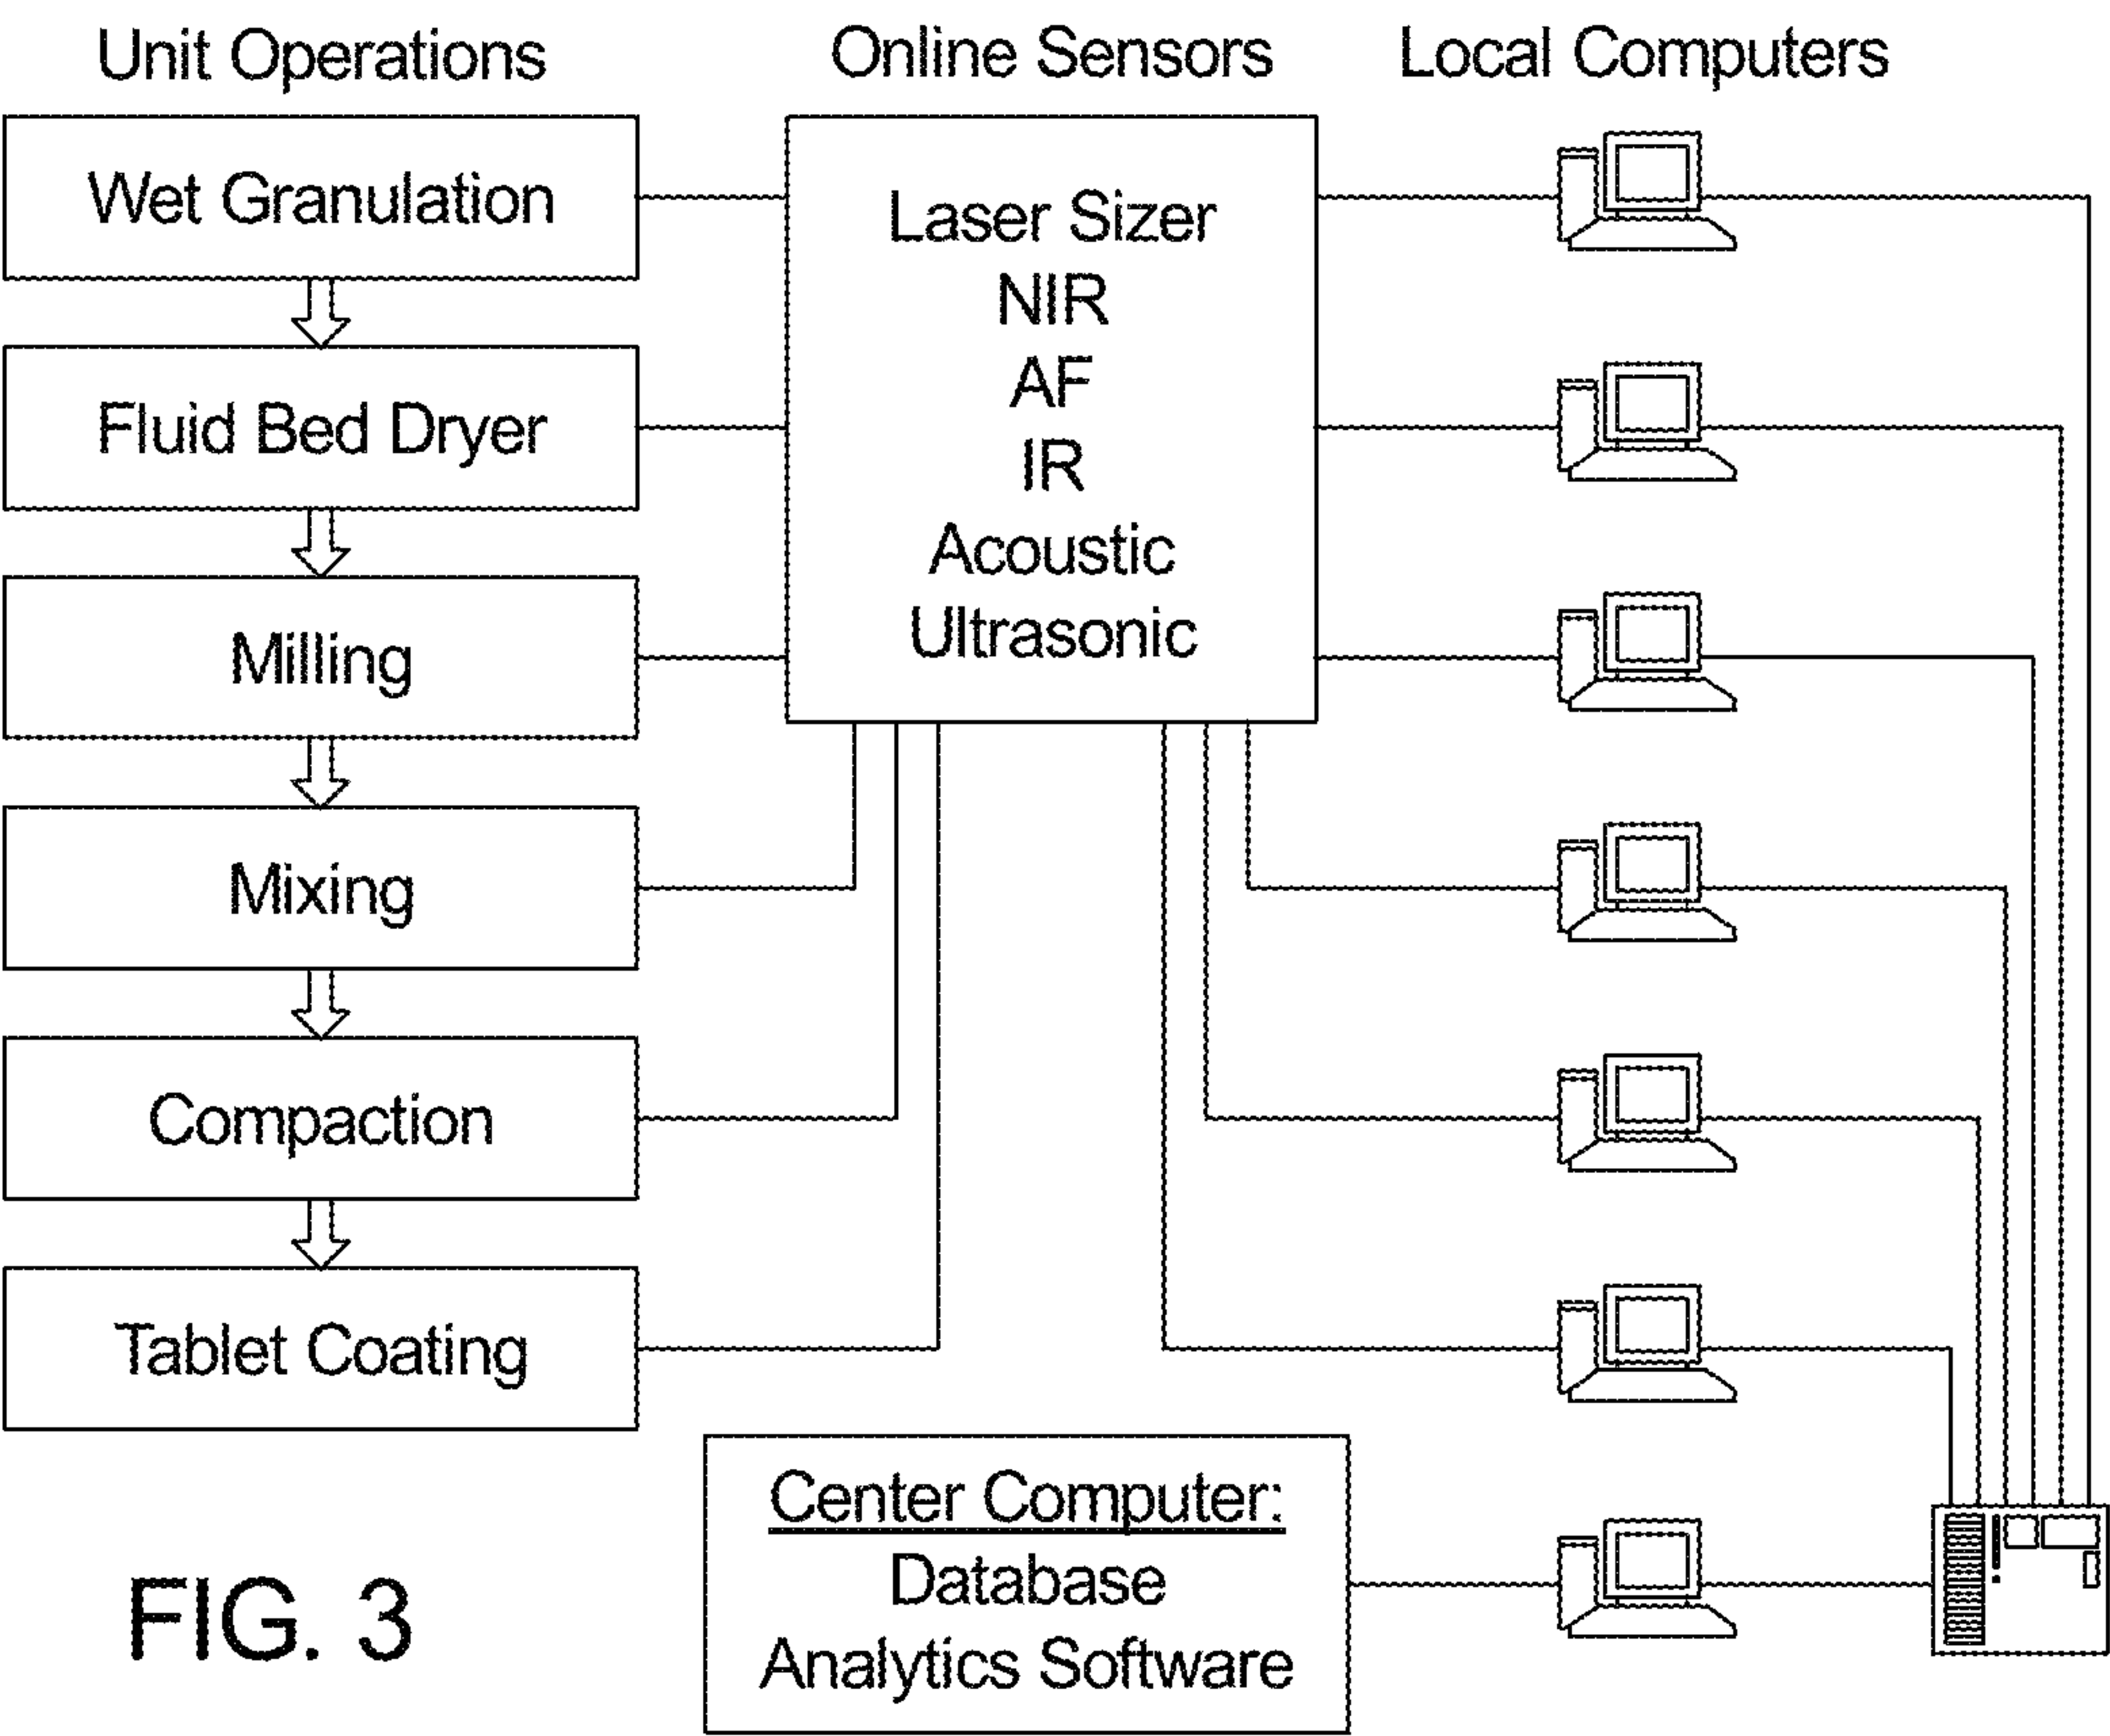 Unit Operations
Online Sensors
Local Computers
Wet Granulation
Fluid Bed Dryer
Milling
Mixing
Compaction
Tablet Coating
Laser Sizer
NIR
AF
IR
Acoustic
Ultrasonic
Center Computer:
Database
Analytics Software
FIG. 3